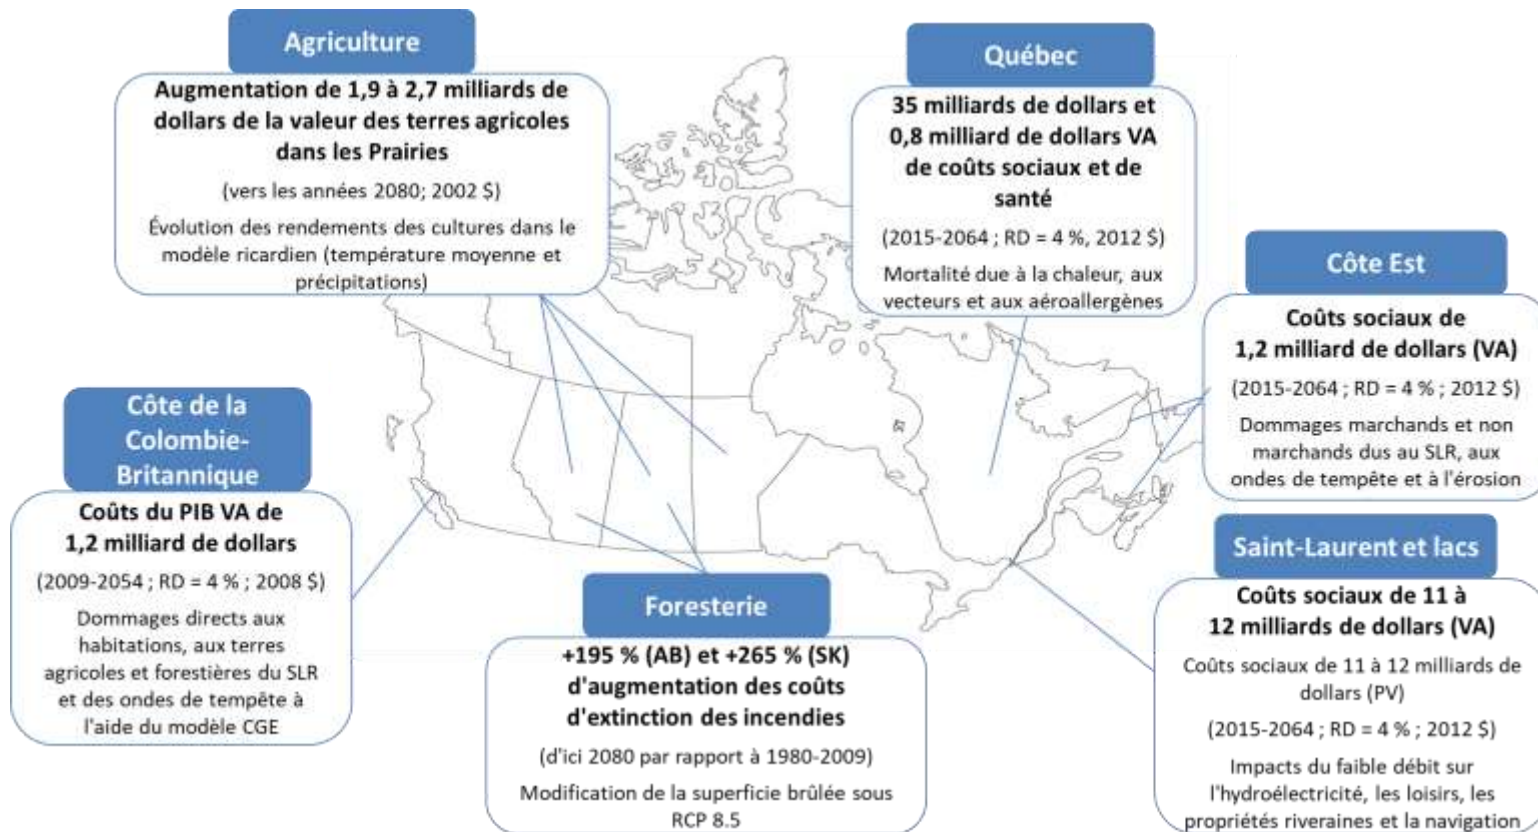 Agriculture
Augmentation de 1,9 à 2,7 milliards de
dollars de la valeur des terres agricoles
dans les Prairies
(vers les années 2080; 2002 $)
Évolution des rendements des cultures dans le
modèle ricardien (température moyenne et
précipitations)
Québec
35 milliards de dollars et
0,8 milliard de dollars VA
de coûts sociaux et de
santé
(2015-2064 ; RD = 4 %, 2012 $)
Mortalité due à la chaleur, aux
vecteurs et aux aéroallergènes
Côte Est
Coûts sociaux de
1,2 milliard de dollars (VA)
(2015-2064 ; RD = 4 % ; 2012 $)
Dommages marchands et non
marchands dus au SLR, aux
ondes de tempête et à l'érosion
Côte de la
Colombie-
Britannique
Coûts du PIB VA de
1,2 milliard de dollars
(2009-2054 ; RD = 4 % ; 2008 $)
Dommages directs aux
habitations, aux terres
agricoles et forestières du SLR
et des ondes de tempête à
l'aide du modèle CGE
Foresterie
+195 % (AB) et +265 % (SK)
d'augmentation des coûts
d'extinction des incendies
(d'ici 2080 par rapport à 1980-2009)
Modification de la superficie brûlée sous
RCP 8.5
Saint-Laurent et lacs
Coûts sociaux de 11 à
12 milliards de dollars (VA)
Coûts sociaux de 11 à 12 milliards de
dollars (PV)
(2015-2064 ; RD = 4 % ; 2012 $)
Impacts du faible débit sur
l'hydroélectricité, les loisirs, les
propriétés riveraines et la navigation